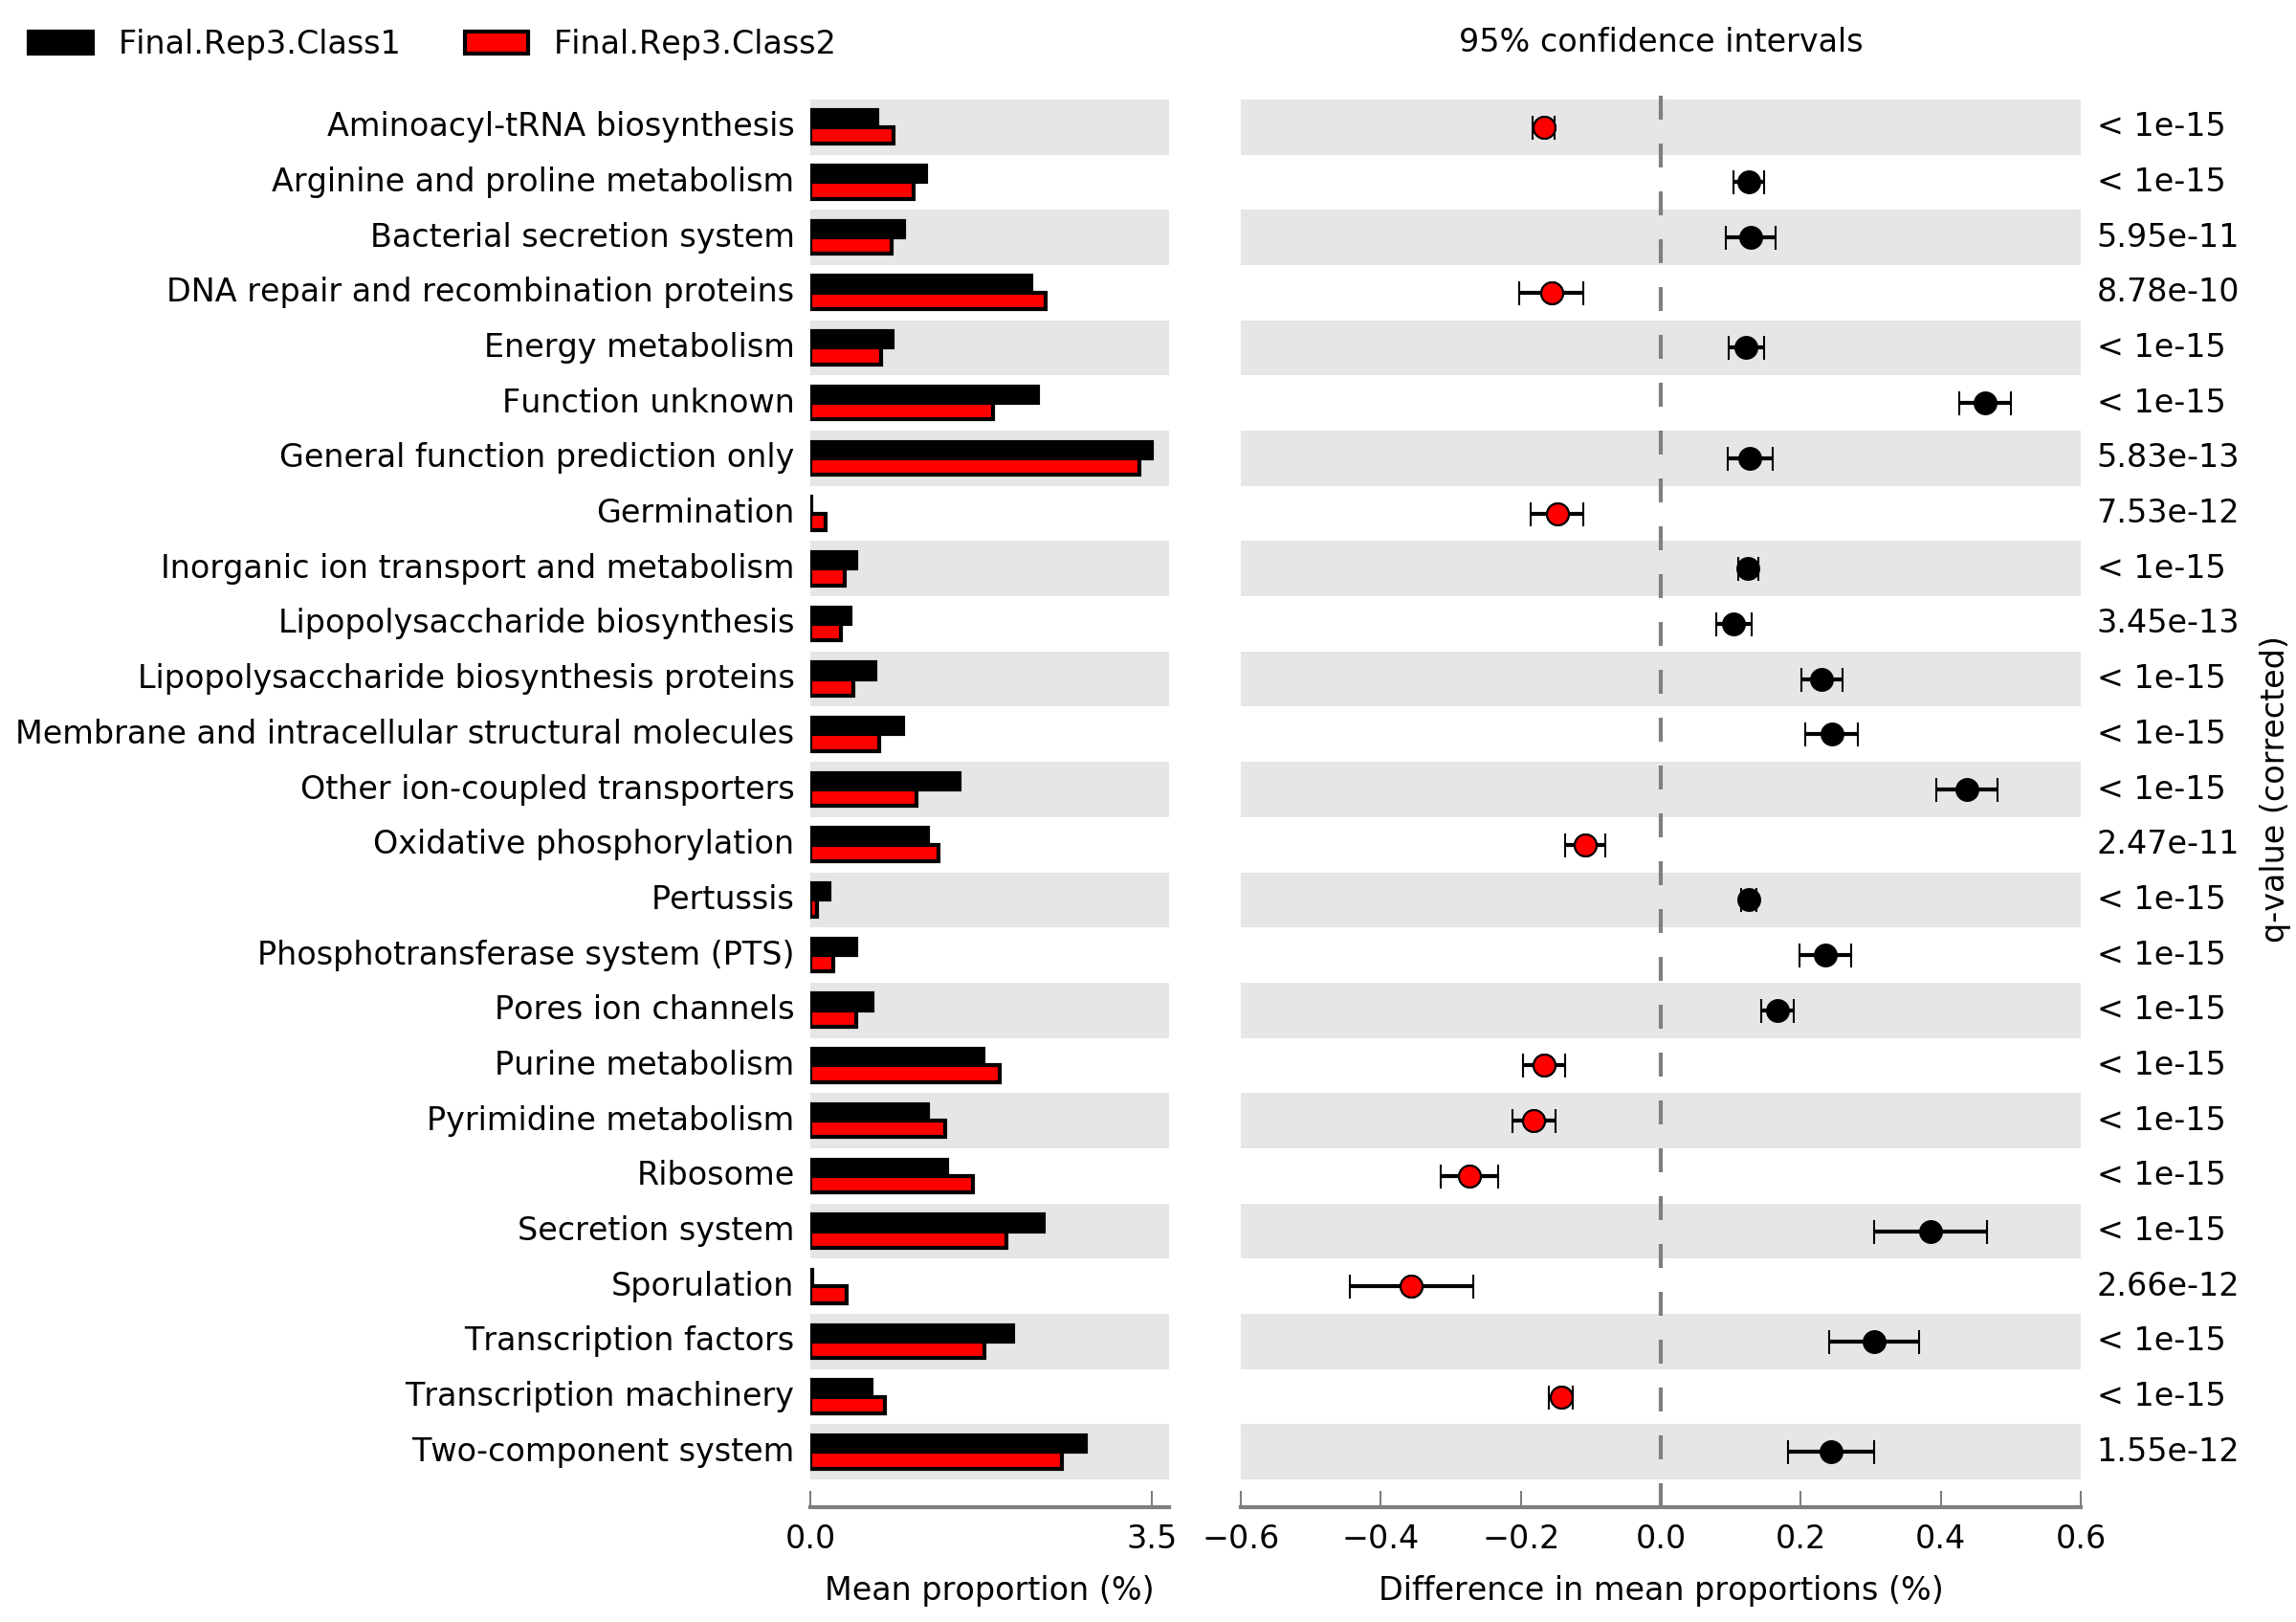 Final.Rep3.Class1 Final.Rep3.Class2 95% confidence intervals
Aminoacyl-tRNA biosynthesis < 1e-15
Arginine and proline metabolism < 1e-15
Bacterial secretion system 5.95e-11
DNA repair and recombination proteins 8.78e-10
Energy metabolism < 1e-15
Function unknown < 1e-15
General function prediction only 5.83e-13
Germination 7.53e-12
Inorganic ion transport and metabolism < 1e-15
Lipopolysaccharide biosynthesis 3.45e-13
Lipopolysaccharide biosynthesis proteins < 1e-15
Membrane and intracellular structural molecules < 1e-15
Other ion-coupled transporters < 1e-15
Oxidative phosphorylation 2.47e-11
Pertussis < 1e-15
Phosphotransferase system (PTS) < 1e-15
Pores ion channels < 1e-15
Purine metabolism < 1e-15
Pyrimidine metabolism < 1e-15
Ribosome < 1e-15
Secretion system < 1e-15
Sporulation 2.66e-12
Transcription factors < 1e-15
Transcription machinery < 1e-15
Two-component system 1.55e-12
q-value (corrected)
0.0 3.5 −0.6 −0.4 −0.2 0.0 0.2 0.4 0.6
Mean proportion (%) Difference in mean proportions (%)